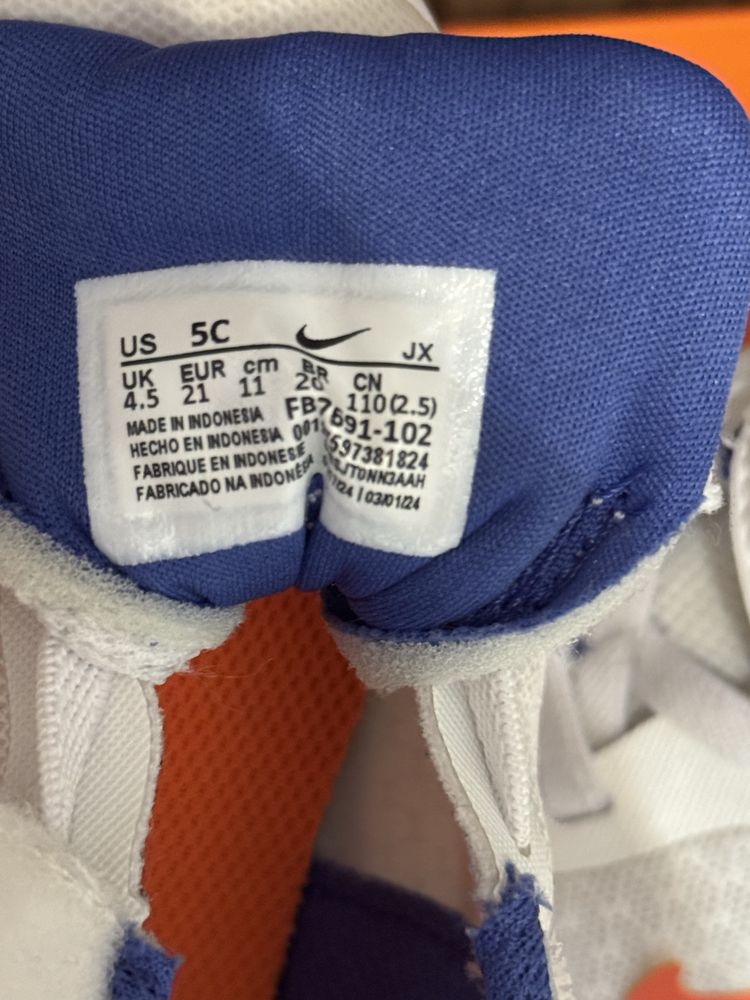 US 5C JX
UK EUR cm BR CN
4.5 21 11 110 (2.5)
MADE IN INDONESIA
HECHO EN INDONESIA 691-102
FABRIQUE EN INDONESIE 597381824
FABRICADO NA INDONÉSIA
03/01/24